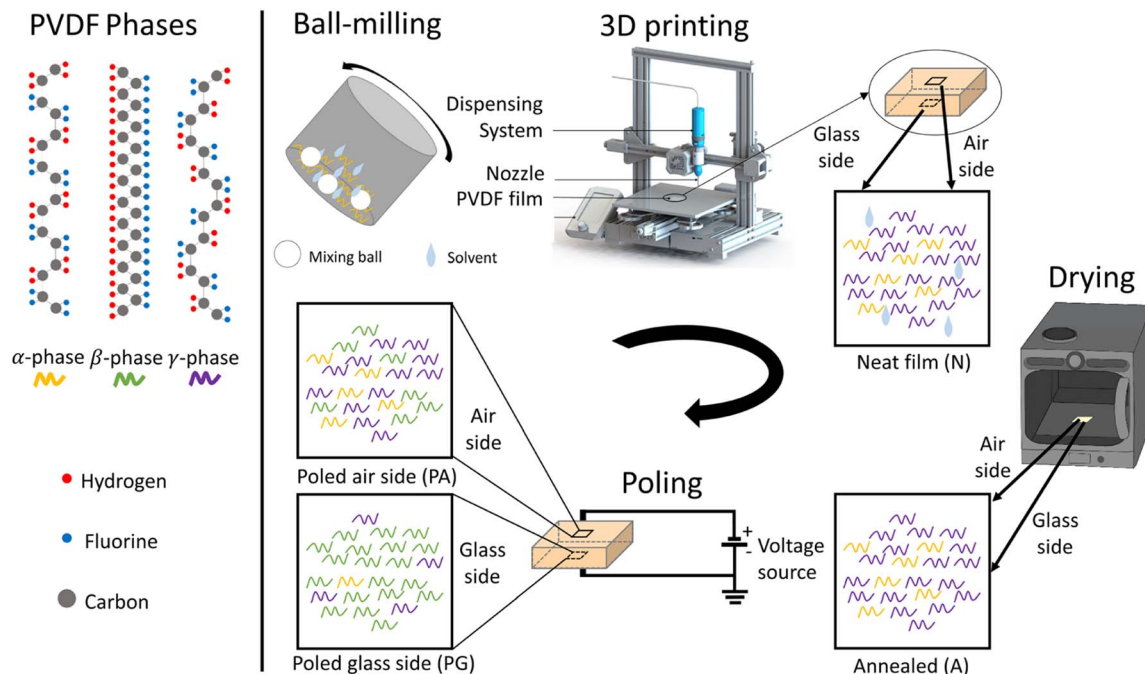 PVDF Phases
α-phase β-phase γ-phase
Hydrogen
Fluorine
Carbon
Ball-milling
Mixing ball
Solvent
3D printing
Dispensing
System
Nozzle
PVDF film
Glass
side
Air
side
Neat film (N)
Drying
Air
side
Glass
side
Annealed (A)
Poling
+
-
Voltage
source
Air
side
Poled air side (PA)
Glass
side
Poled glass side (PG)